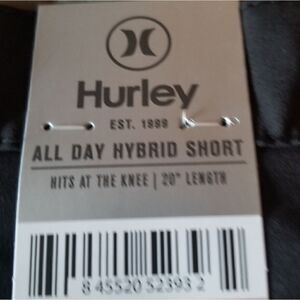 Hurley
EST. 1999
ALL DAY HYBRID SHORT
HITS AT THE KNEE | 20" LENGTH
8 45520 52393 2